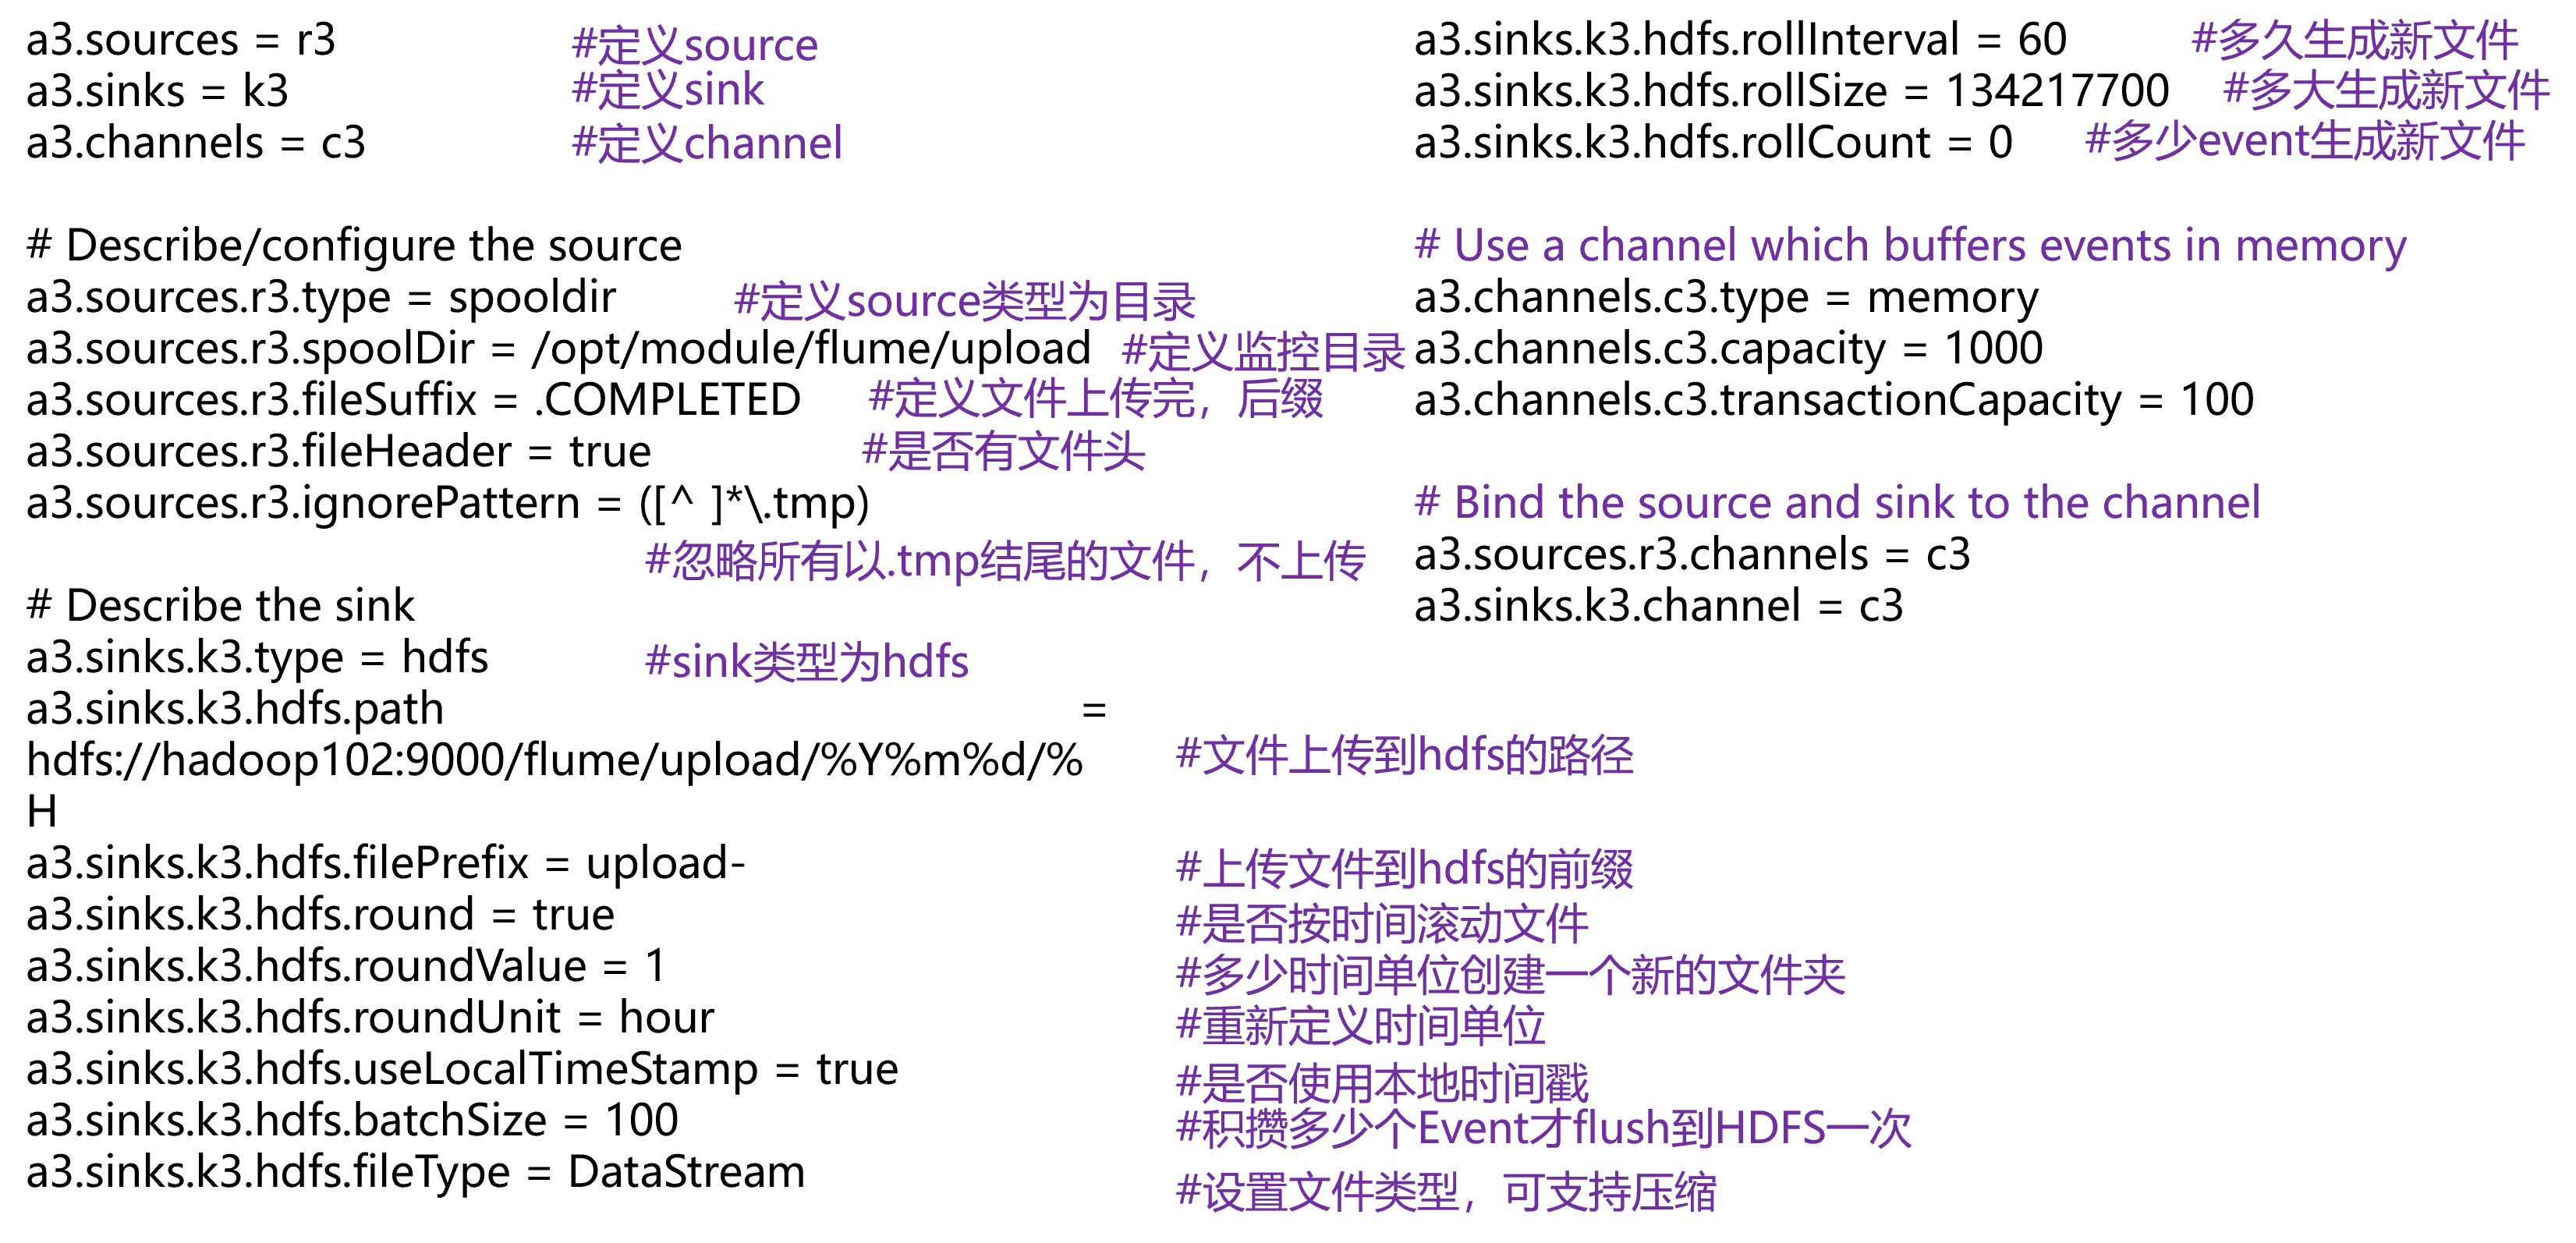 a3.sources = r3 #定义source
a3.sinks = k3 #定义sink
a3.channels = c3 #定义channel
# Describe/configure the source
a3.sources.r3.type = spooldir #定义source类型为目录
a3.sources.r3.spoolDir = /opt/module/flume/upload #定义监控目录
a3.sources.r3.fileSuffix = .COMPLETED #定义文件上传完，后缀
a3.sources.r3.fileHeader = true #是否有文件头
a3.sources.r3.ignorePattern = ([^ ]*\.tmp)
#忽略所有以.tmp结尾的文件，不上传
# Describe the sink
a3.sinks.k3.type = hdfs #sink类型为hdfs
a3.sinks.k3.hdfs.path =
hdfs://hadoop102:9000/flume/upload/%Y%m%d/% #文件上传到hdfs的路径
H
a3.sinks.k3.hdfs.filePrefix = upload- #上传文件到hdfs的前缀
a3.sinks.k3.hdfs.round = true #是否按时间滚动文件
a3.sinks.k3.hdfs.roundValue = 1 #多少时间单位创建一个新的文件夹
a3.sinks.k3.hdfs.roundUnit = hour #重新定义时间单位
a3.sinks.k3.hdfs.useLocalTimeStamp = true #是否使用本地时间戳
a3.sinks.k3.hdfs.batchSize = 100 #积攒多少个Event才flush到HDFS一次
a3.sinks.k3.hdfs.fileType = DataStream #设置文件类型，可支持压缩
a3.sinks.k3.hdfs.rollInterval = 60 #多久生成新文件
a3.sinks.k3.hdfs.rollSize = 134217700 #多大生成新文件
a3.sinks.k3.hdfs.rollCount = 0 #多少event生成新文件
# Use a channel which buffers events in memory
a3.channels.c3.type = memory
a3.channels.c3.capacity = 1000
a3.channels.c3.transactionCapacity = 100
# Bind the source and sink to the channel
a3.sources.r3.channels = c3
a3.sinks.k3.channel = c3